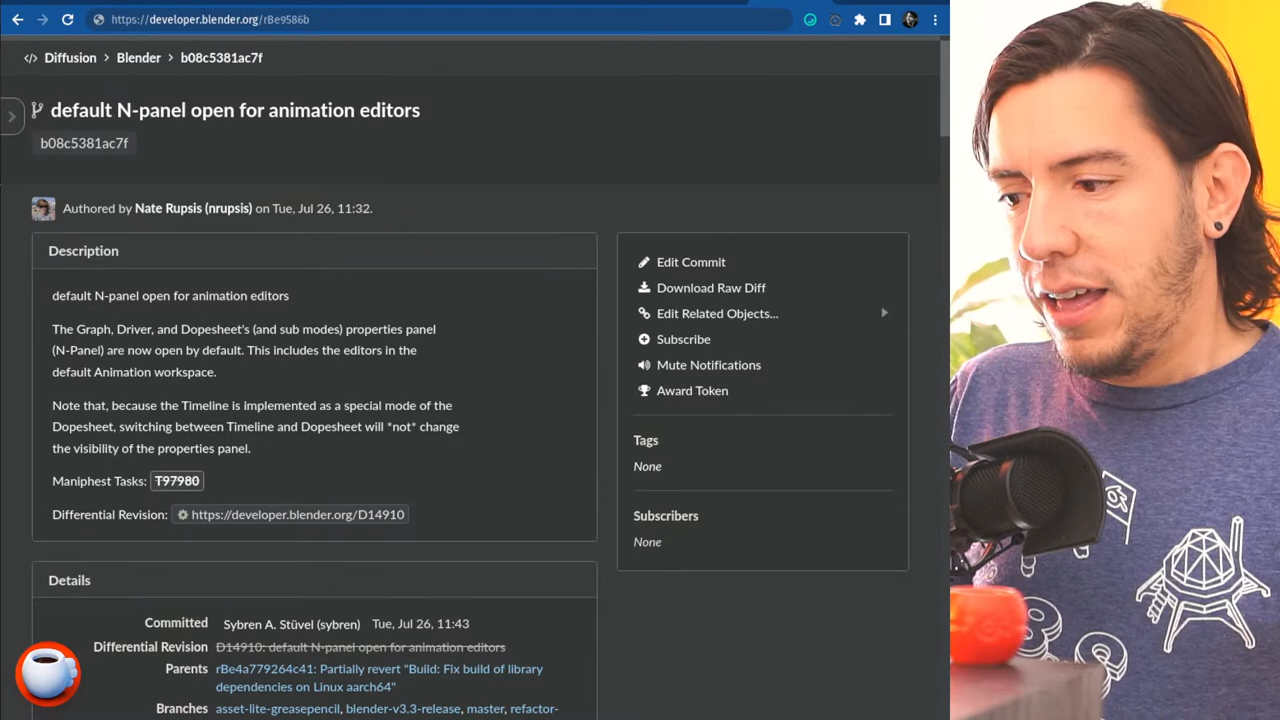 https://developer.blender.org/rBe9586b
Diffusion > Blender > b08c5381ac7f
default N-panel open for animation editors
b08c5381ac7f
Authored by Nate Rupsis (nrupsis) on Tue, Jul 26, 11:32.
Description
default N-panel open for animation editors
The Graph, Driver, and Dopesheet's (and sub modes) properties panel
(N-Panel) are now open by default. This includes the editors in the
default Animation workspace.
Note that, because the Timeline is implemented as a special mode of the
Dopesheet, switching between Timeline and Dopesheet will *not* change
the visibility of the properties panel.
Maniphest Tasks: T97980
Differential Revision: https://developer.blender.org/D14910
Edit Commit
Download Raw Diff
Edit Related Objects...
Subscribe
Mute Notifications
Award Token
Tags
None
Subscribers
None
Details
Committed Sybren A. Stüvel (sybren) Tue, Jul 26, 11:43
Differential Revision D14910: default N-panel open for animation editors
Parents rBe4a779264c41: Partially revert "Build: Fix build of library
dependencies on Linux aarch64"
Branches asset-lite-greasepencil, blender-v3.3-release, master, refactor-